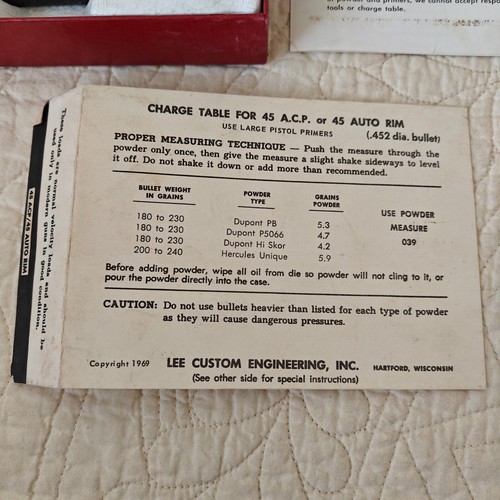 tools or charge table.
CHARGE TABLE FOR 45 A.C.P. or 45 AUTO RIM
USE LARGE PISTOL PRIMERS (.452 dia. bullet)
PROPER MEASURING TECHNIQUE — Push the measure through the
powder only once, then give the measure a slight shake sideways to level
it off. Do not shake it down or add more than recommended.
BULLET WEIGHT IN GRAINS POWDER TYPE GRAINS POWDER
180 to 230 Dupont PB 5.3
180 to 230 Dupont P5066 4.7
180 to 230 Dupont Hi Skor 4.2
200 to 240 Hercules Unique 5.9
USE POWDER
MEASURE
039
Before adding powder, wipe all oil from die so powder will not cling to it, or
pour the powder directly into the case.
CAUTION: Do not use bullets heavier than listed for each type of powder
as they will cause dangerous pressures.
Copyright 1969 LEE CUSTOM ENGINEERING, INC. HARTFORD, WISCONSIN
(See other side for special instructions)
These loads are normal velocity loads and should be
used only in modern guns in good condition.
45 ACP/45 AUTO RIM